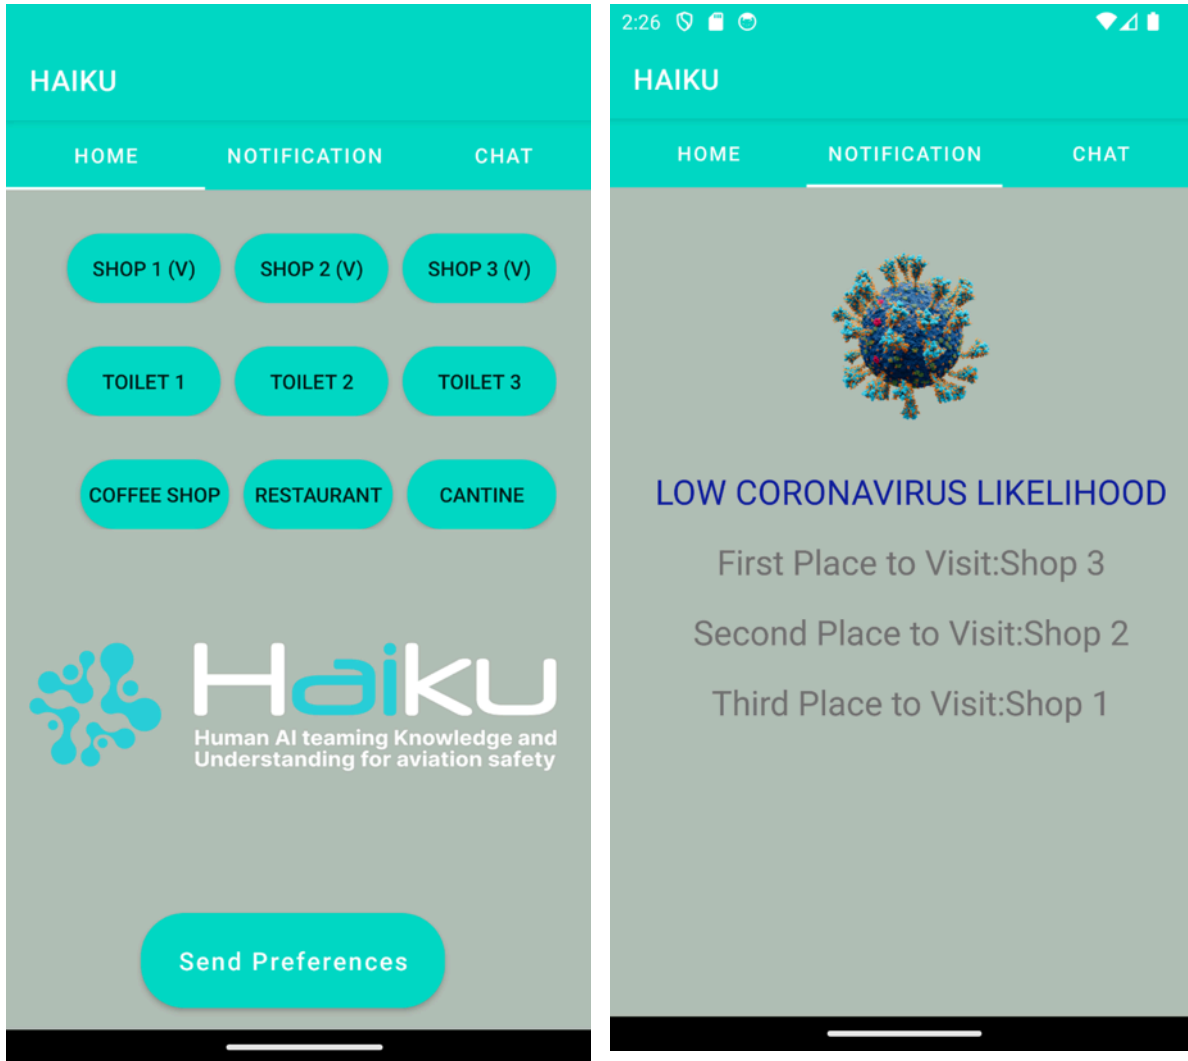 HAIKU
HOME NOTIFICATION CHAT
SHOP 1 (V) SHOP 2 (V) SHOP 3 (V)
TOILET 1 TOILET 2 TOILET 3
COFFEE SHOP RESTAURANT CANTINE
Haiku
Human AI teaming Knowledge and
Understanding for aviation safety
Send Preferences
2:26
HAIKU
HOME NOTIFICATION CHAT
LOW CORONAVIRUS LIKELIHOOD
First Place to Visit:Shop 3
Second Place to Visit:Shop 2
Third Place to Visit:Shop 1